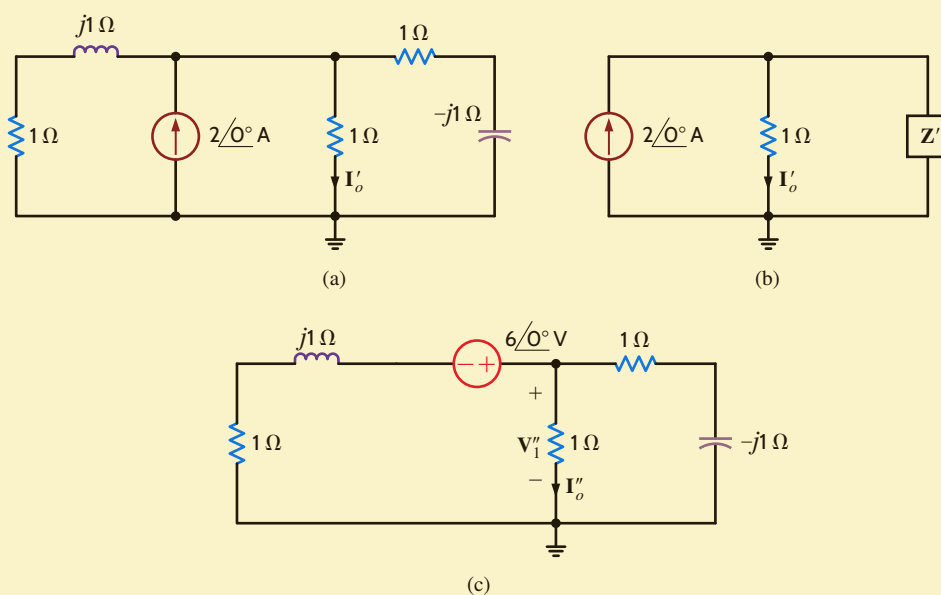 j1 Ω
1 Ω
1 Ω
2/0° A
1 Ω
–j1 Ω
I′o
(a)
2/0° A
1 Ω
Z′
I′o
(b)
j1 Ω
6/0° V
– +
1 Ω
1 Ω
+
V″1
1 Ω
–
–j1 Ω
I″o
(c)